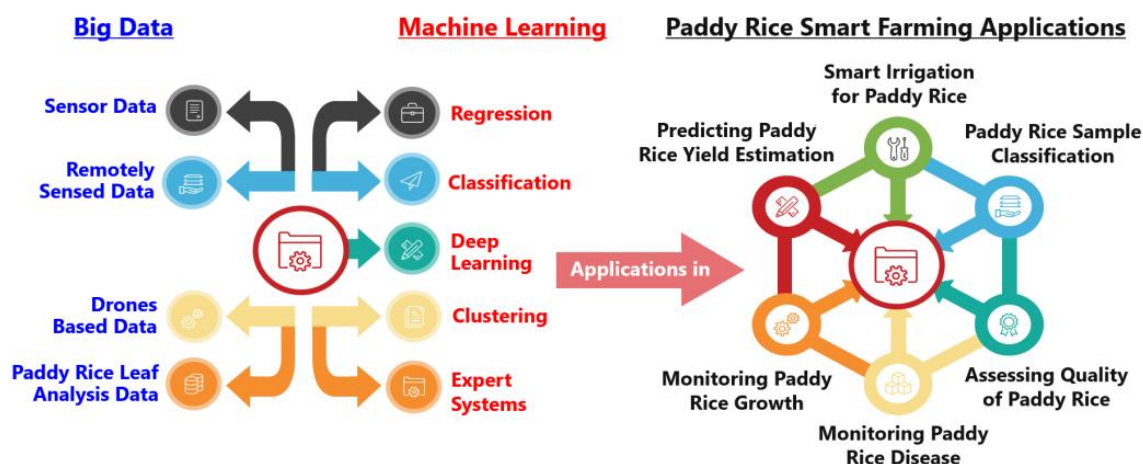 Big Data
Machine Learning
Paddy Rice Smart Farming Applications
Sensor Data
Remotely
Sensed Data
Drones
Based Data
Paddy Rice Leaf
Analysis Data
Regression
Classification
Deep
Learning
Clustering
Expert
Systems
Applications in
Smart Irrigation
for Paddy Rice
Predicting Paddy
Rice Yield Estimation
Paddy Rice Sample
Classification
Monitoring Paddy
Rice Growth
Assessing Quality
of Paddy Rice
Monitoring Paddy
Rice Disease